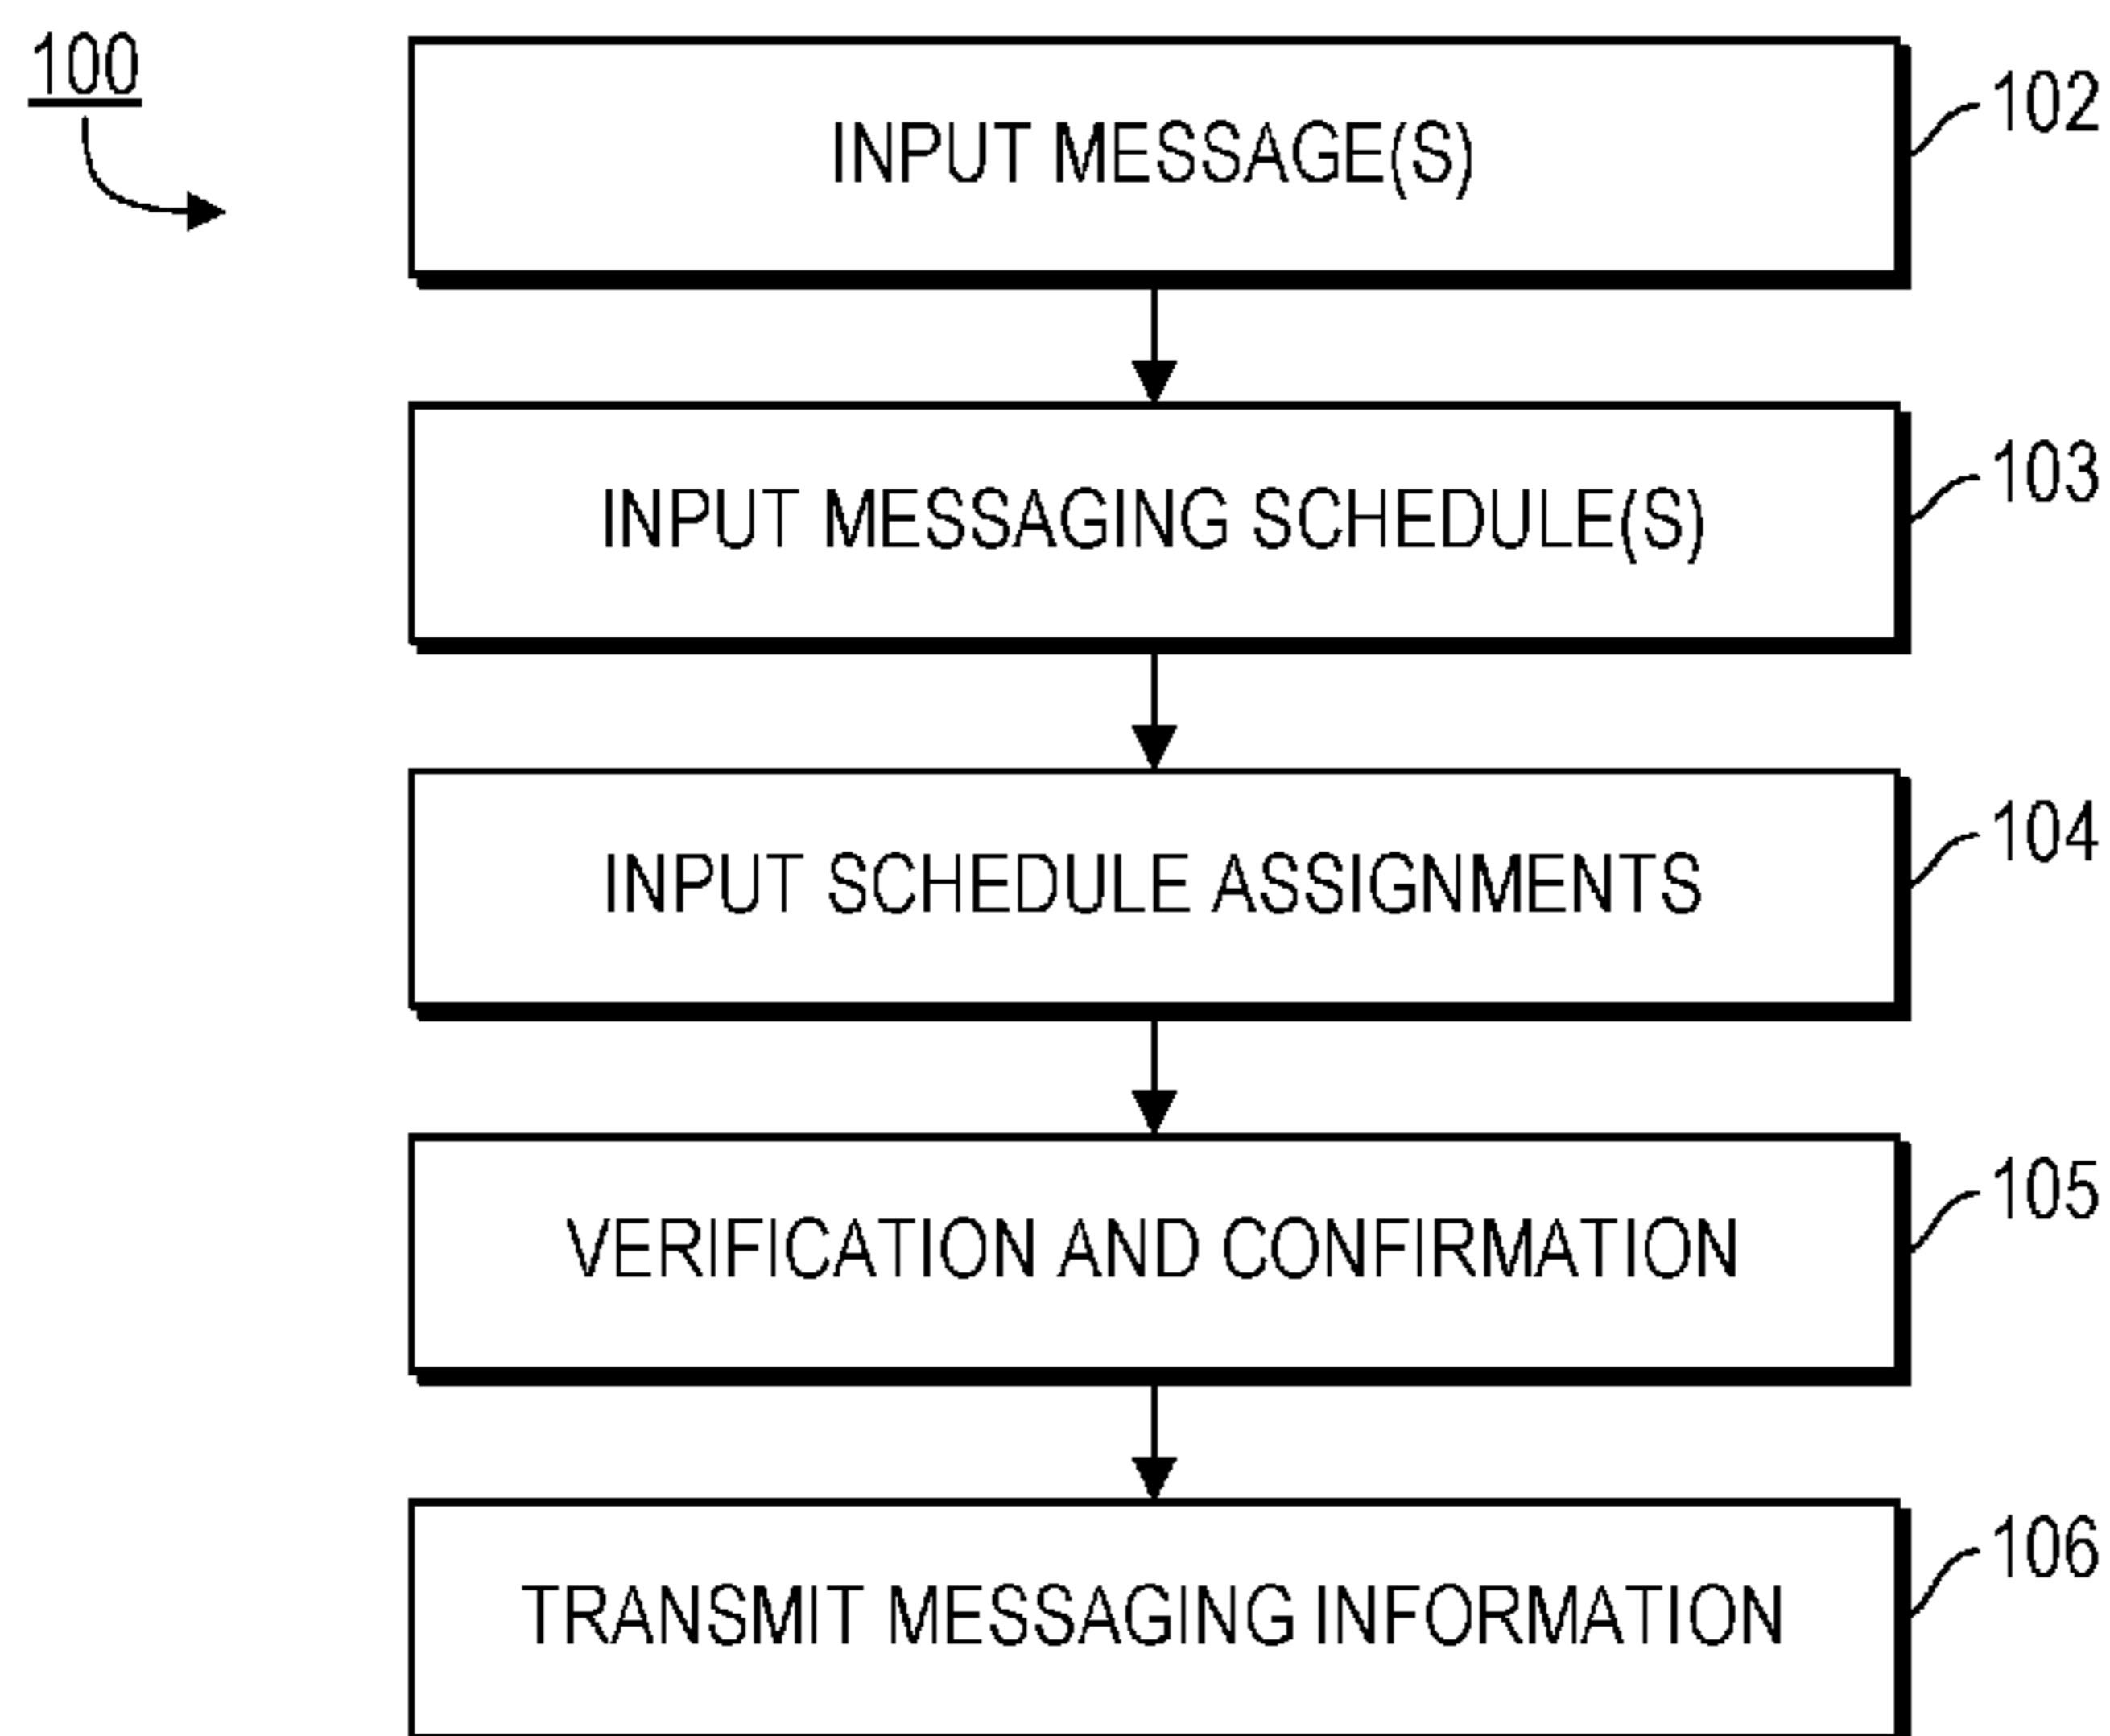 100
INPUT MESSAGE(S)
102
INPUT MESSAGING SCHEDULE(S)
103
INPUT SCHEDULE ASSIGNMENTS
104
VERIFICATION AND CONFIRMATION
105
TRANSMIT MESSAGING INFORMATION
106